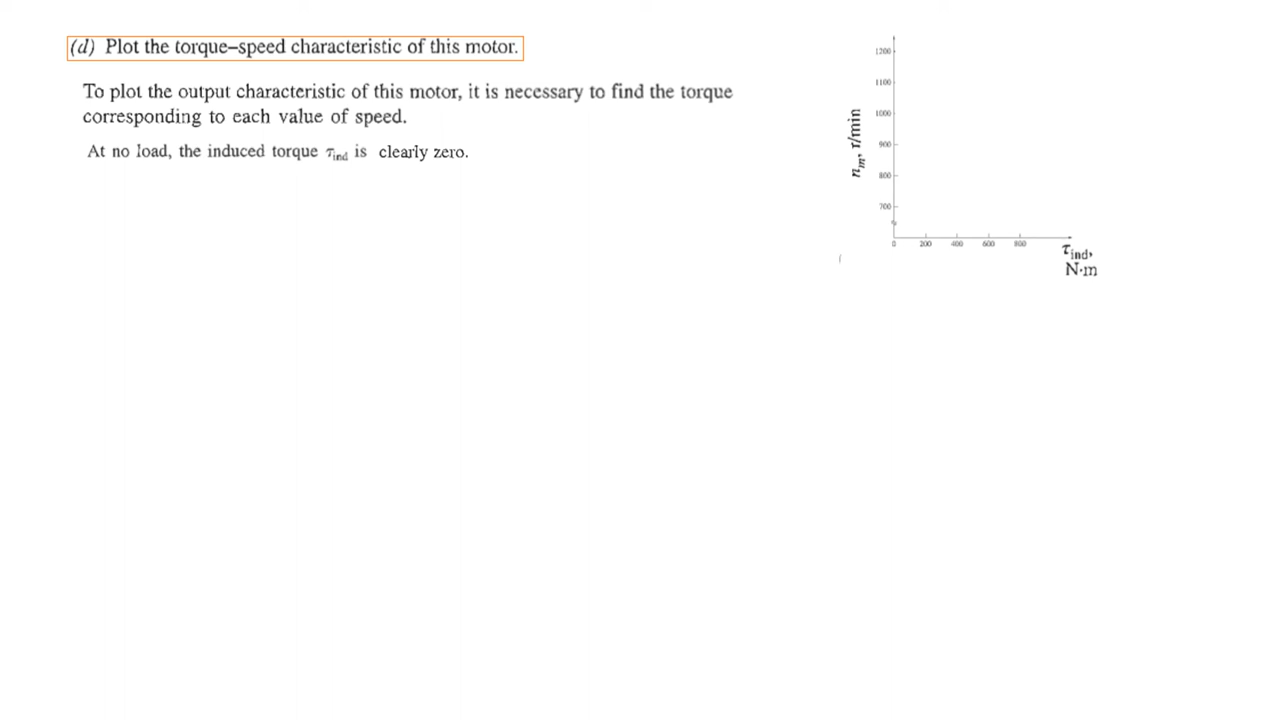 (d) Plot the torque–speed characteristic of this motor.
To plot the output characteristic of this motor, it is necessary to find the torque
corresponding to each value of speed.
At no load, the induced torque τind is clearly zero.
nm, r/min
1200
1100
1000
900
800
700
0 200 400 600 800
τind,
N·m